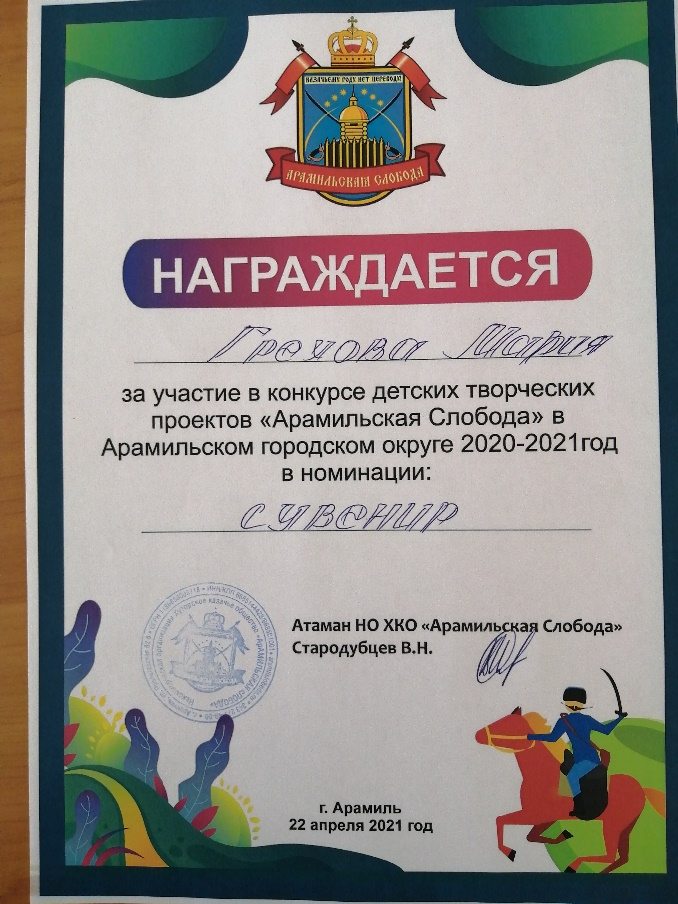 КАЗАЧЬЕМУ РОДУ НЕТ ПЕРЕВОДУ!
АРАМИЛЬСКАЯ СЛОБОДА
НАГРАЖДАЕТСЯ
Грехова Мария
за участие в конкурсе детских творческих
проектов «Арамильская Слобода» в
Арамильском городском округе 2020-2021год
в номинации:
сувенир
Атаман НО ХКО «Арамильская Слобода»
Стародубцев В.Н.
г. Арамиль
22 апреля 2021 год